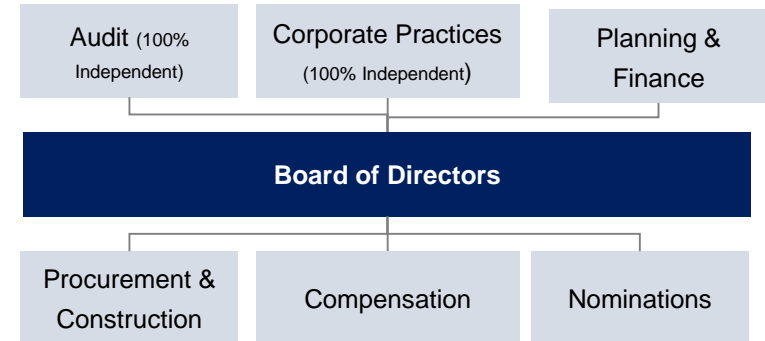 Audit (100%
Independent)
Corporate Practices
(100% Independent)
Planning &
Finance
Board of Directors
Procurement &
Construction
Compensation
Nominations